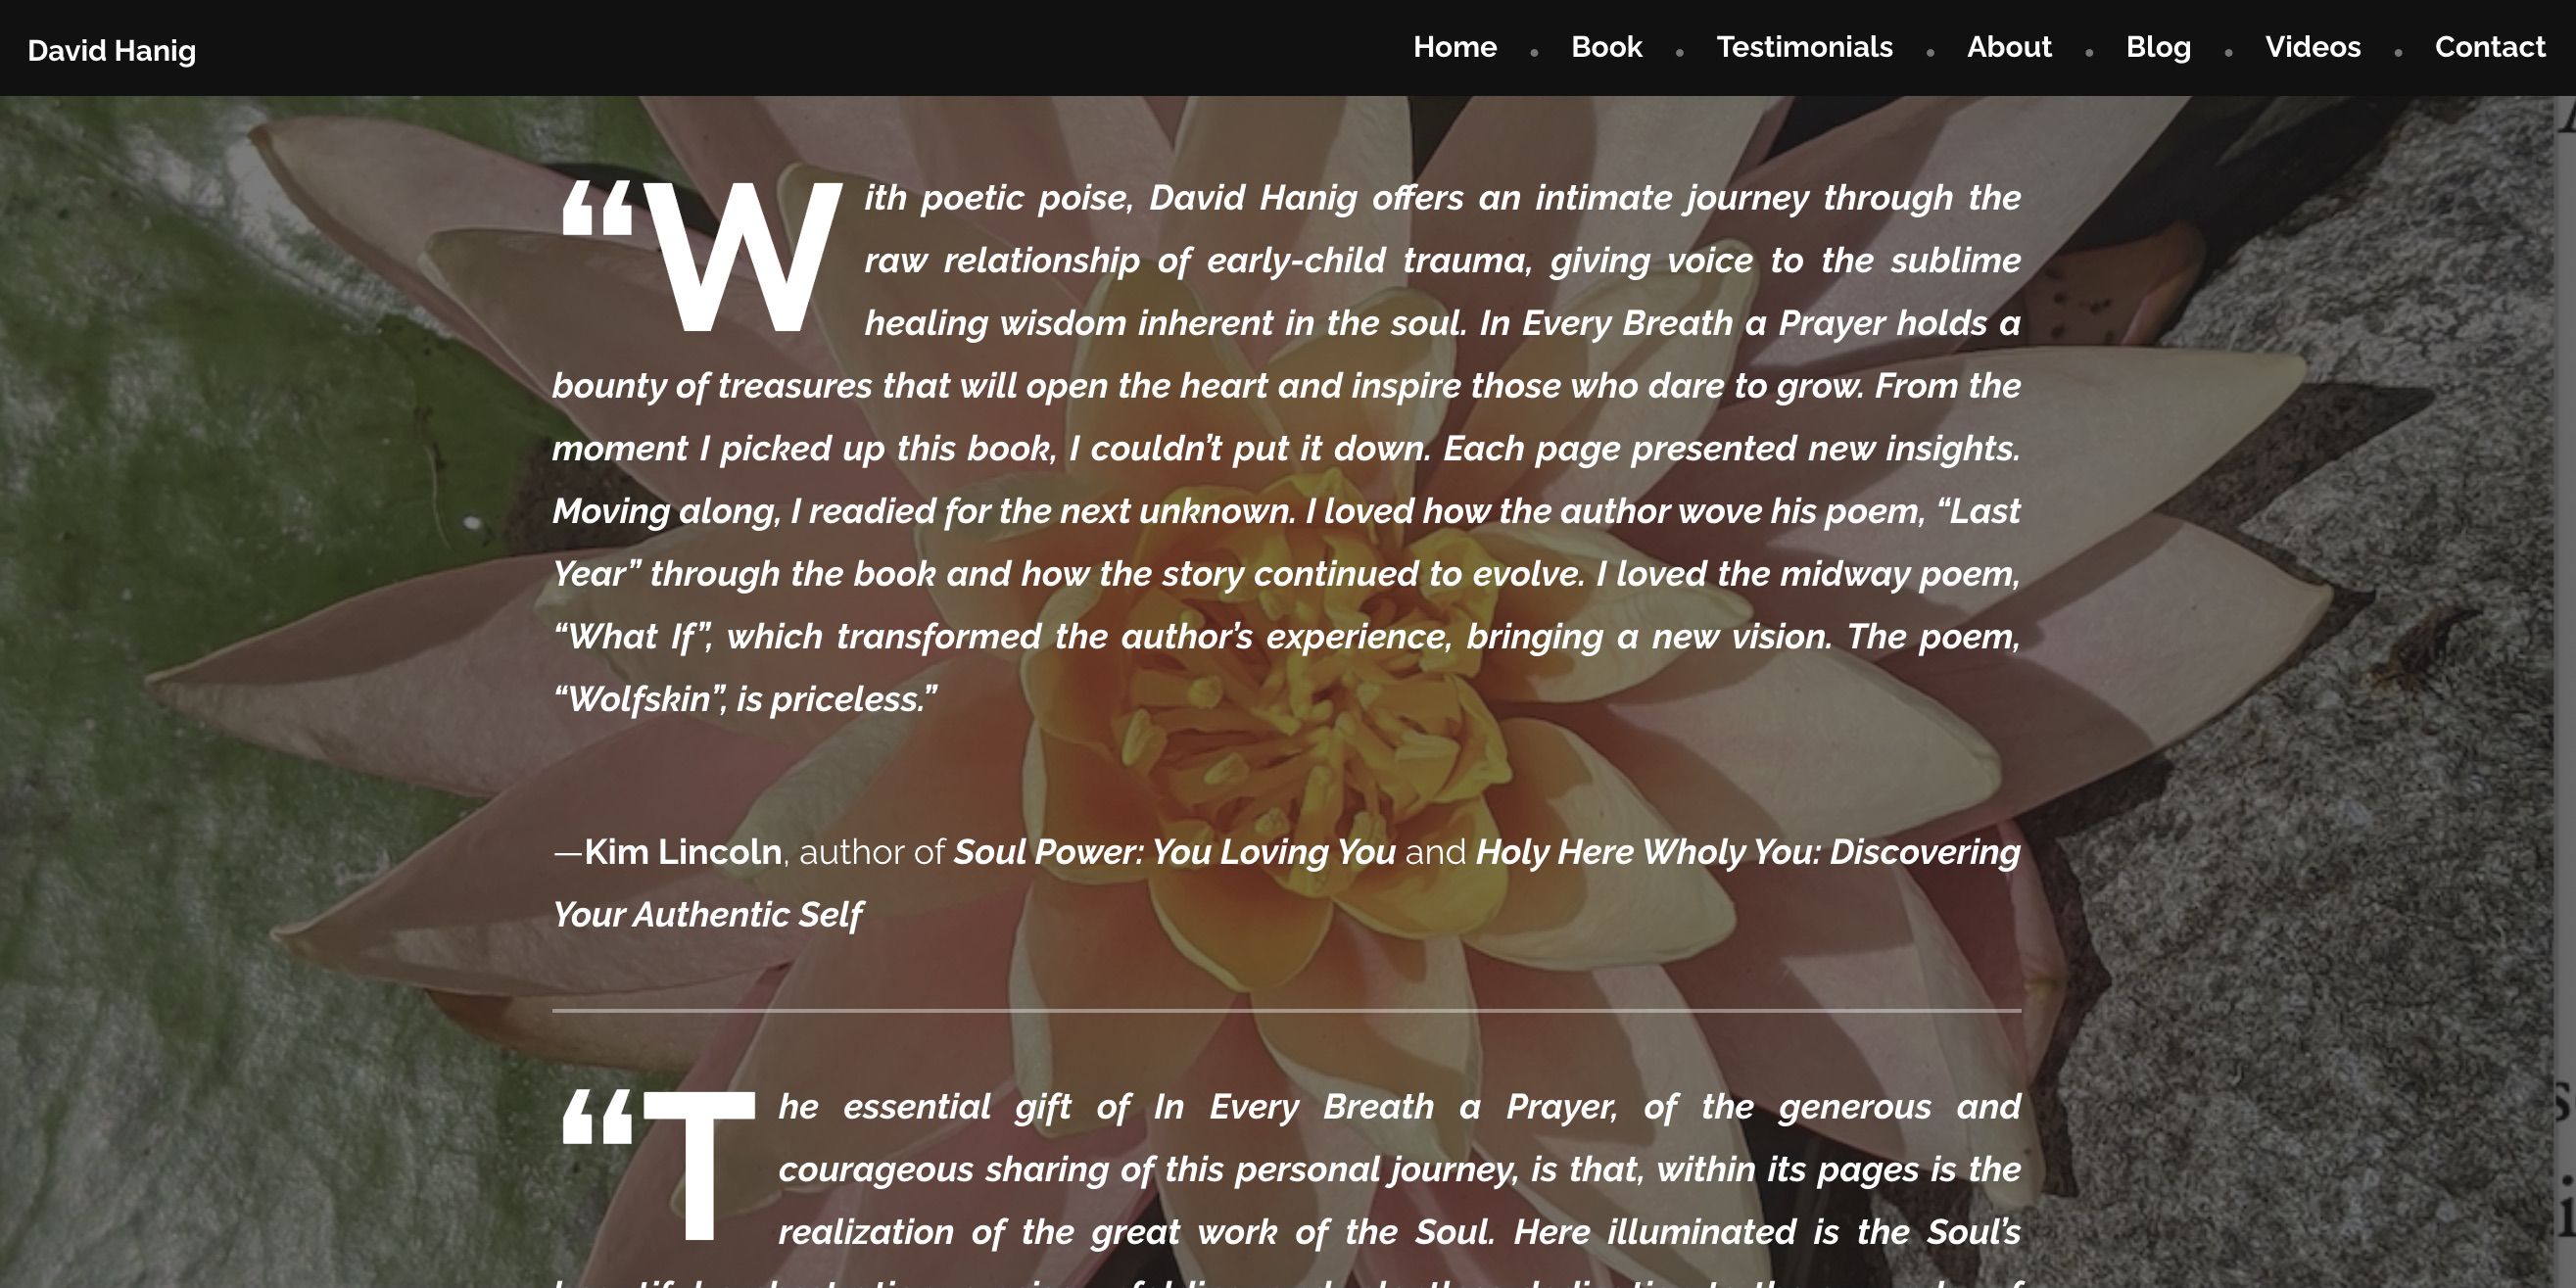 David Hanig
Home • Book • Testimonials • About • Blog • Videos • Contact
“With poetic poise, David Hanig offers an intimate journey through the
raw relationship of early-child trauma, giving voice to the sublime
healing wisdom inherent in the soul. In Every Breath a Prayer holds a
bounty of treasures that will open the heart and inspire those who dare to grow. From the
moment I picked up this book, I couldn’t put it down. Each page presented new insights.
Moving along, I readied for the next unknown. I loved how the author wove his poem, “Last
Year” through the book and how the story continued to evolve. I loved the midway poem,
“What If”, which transformed the author’s experience, bringing a new vision. The poem,
“Wolfskin”, is priceless.”
—Kim Lincoln, author of Soul Power: You Loving You and Holy Here Wholy You: Discovering
Your Authentic Self
“The essential gift of In Every Breath a Prayer, of the generous and
courageous sharing of this personal journey, is that, within its pages is the
realization of the great work of the Soul. Here illuminated is the Soul’s